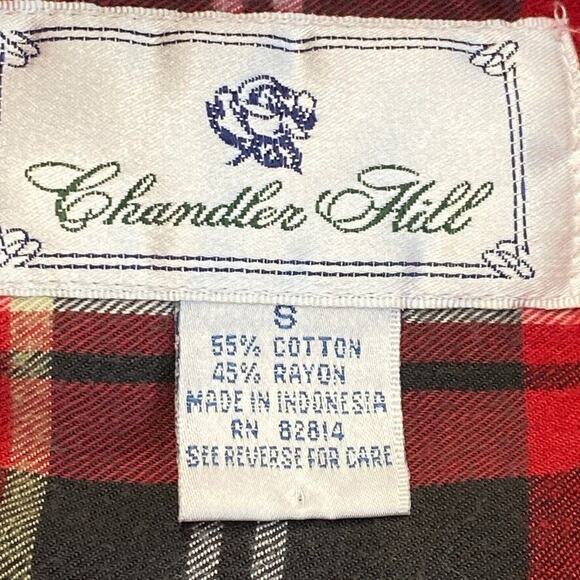 Chandler Hill
S
55% COTTON
45% RAYON
MADE IN INDONESIA
RN 82814
SEE REVERSE FOR CARE